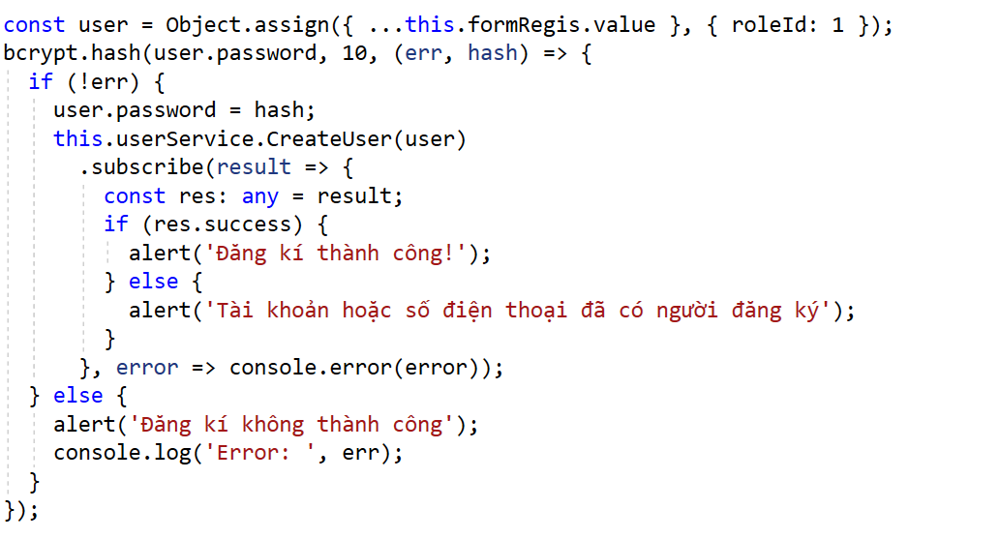 const user = Object.assign({ ...this.formRegis.value }, { roleId: 1 });
bcrypt.hash(user.password, 10, (err, hash) => {
  if (!err) {
    user.password = hash;
    this.userService.CreateUser(user)
      .subscribe(result => {
        const res: any = result;
        if (res.success) {
          alert('Đăng kí thành công!');
        } else {
          alert('Tài khoản hoặc số điện thoại đã có người đăng ký');
        }
      }, error => console.error(error));
  } else {
    alert('Đăng kí không thành công');
    console.log('Error: ', err);
  }
});